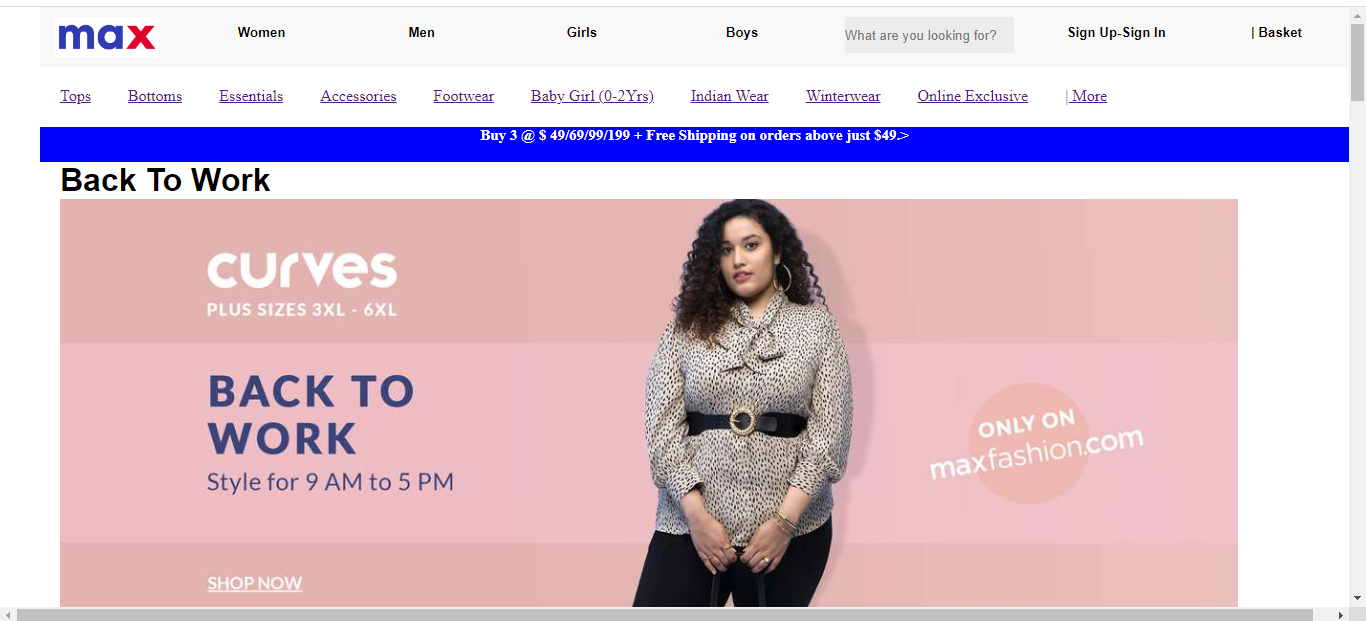 max Women Men Girls Boys What are you looking for? Sign Up-Sign In | Basket
Tops Bottoms Essentials Accessories Footwear Baby Girl (0-2Yrs) Indian Wear Winterwear Online Exclusive | More
Buy 3 @ $ 49/69/99/199 + Free Shipping on orders above just $49.>
Back To Work
curves
PLUS SIZES 3XL - 6XL
BACK TO
WORK
Style for 9 AM to 5 PM
SHOP NOW
ONLY ON
maxfashion.com